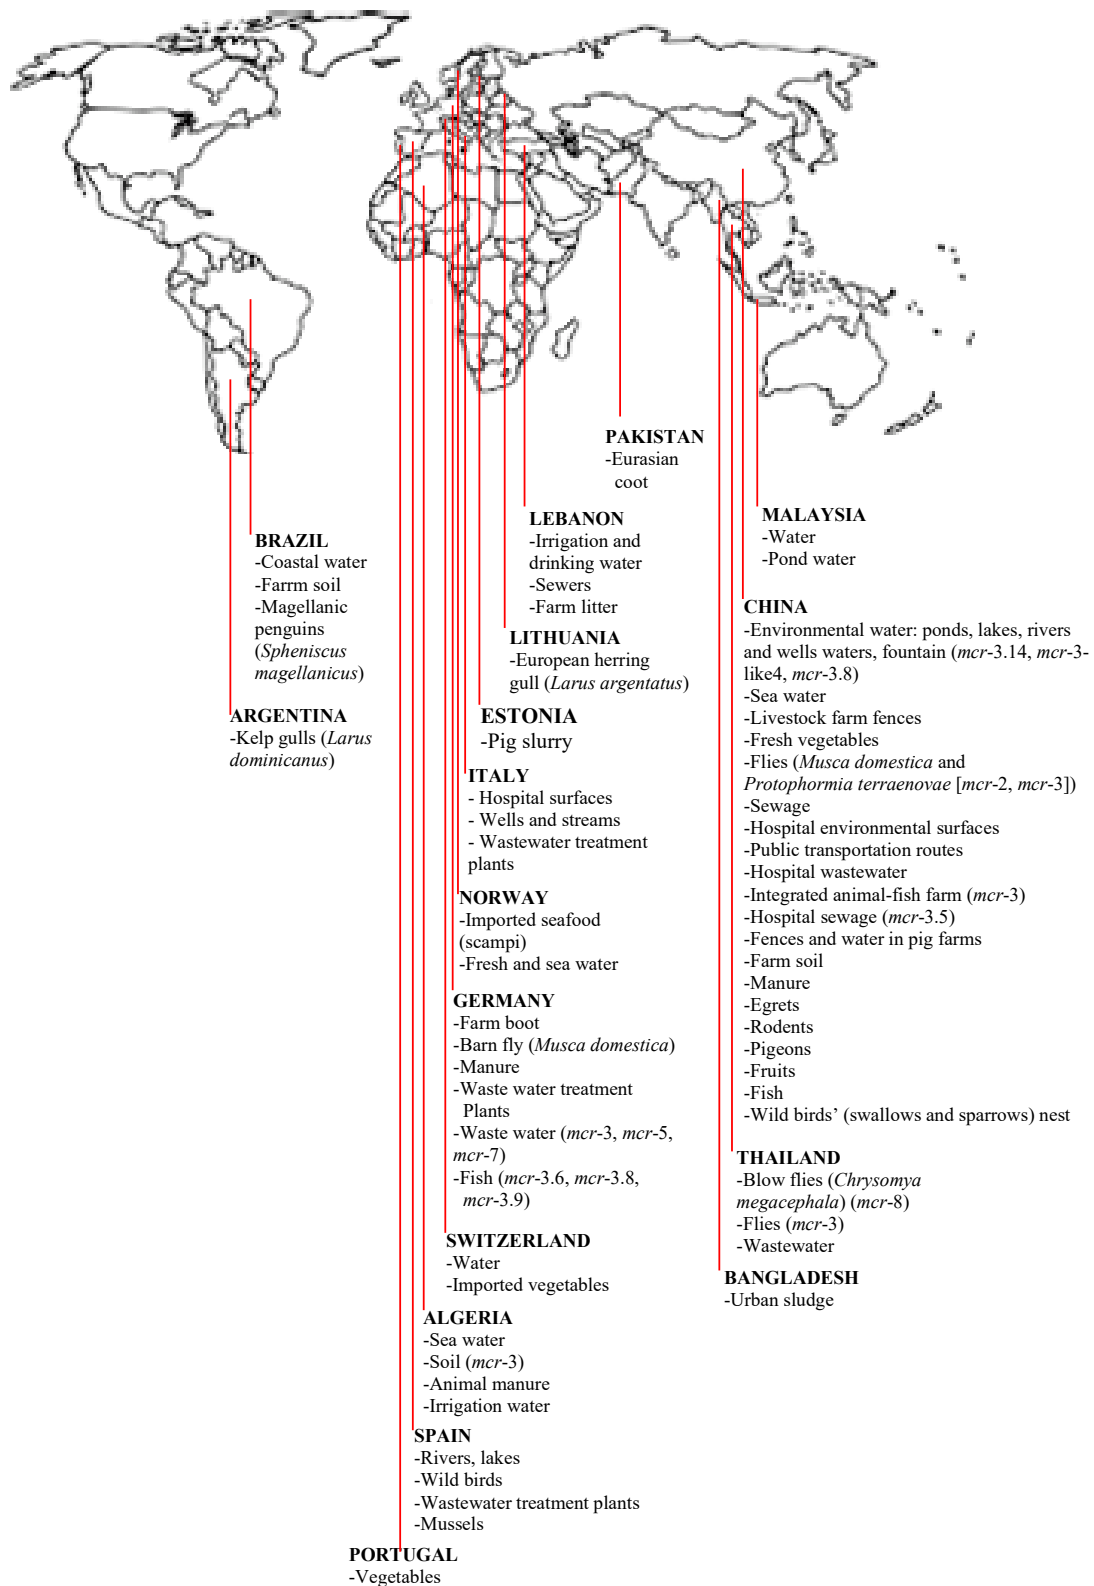 PAKISTAN
-Eurasian
coot
LEBANON
-Irrigation and
drinking water
-Sewers
-Farm litter
MALAYSIA
-Water
-Pond water
BRAZIL
-Coastal water
-Farrm soil
-Magellanic
penguins
(Spheniscus
magellanicus)
LITHUANIA
-European herring
gull (Larus argentatus)
CHINA
-Environmental water: ponds, lakes, rivers
and wells waters, fountain (mcr-3.14, mcr-3-
like4, mcr-3.8)
-Sea water
-Livestock farm fences
-Fresh vegetables
-Flies (Musca domestica and
Protophormia terraenovae [mcr-2, mcr-3])
-Sewage
-Hospital environmental surfaces
-Public transportation routes
-Hospital wastewater
-Integrated animal-fish farm (mcr-3)
-Hospital sewage (mcr-3.5)
-Fences and water in pig farms
-Farm soil
-Manure
-Egrets
-Rodents
-Pigeons
-Fruits
-Fish
-Wild birds’ (swallows and sparrows) nest
ARGENTINA
-Kelp gulls (Larus
dominicanus)
ESTONIA
-Pig slurry
ITALY
- Hospital surfaces
- Wells and streams
- Wastewater treatment
plants
NORWAY
-Imported seafood
(scampi)
-Fresh and sea water
GERMANY
-Farm boot
-Barn fly (Musca domestica)
-Manure
-Waste water treatment
Plants
-Waste water (mcr-3, mcr-5,
mcr-7)
-Fish (mcr-3.6, mcr-3.8,
mcr-3.9)
THAILAND
-Blow flies (Chrysomya
megacephala) (mcr-8)
-Flies (mcr-3)
-Wastewater
SWITZERLAND
-Water
-Imported vegetables
BANGLADESH
-Urban sludge
ALGERIA
-Sea water
-Soil (mcr-3)
-Animal manure
-Irrigation water
SPAIN
-Rivers, lakes
-Wild birds
-Wastewater treatment plants
-Mussels
PORTUGAL
-Vegetables